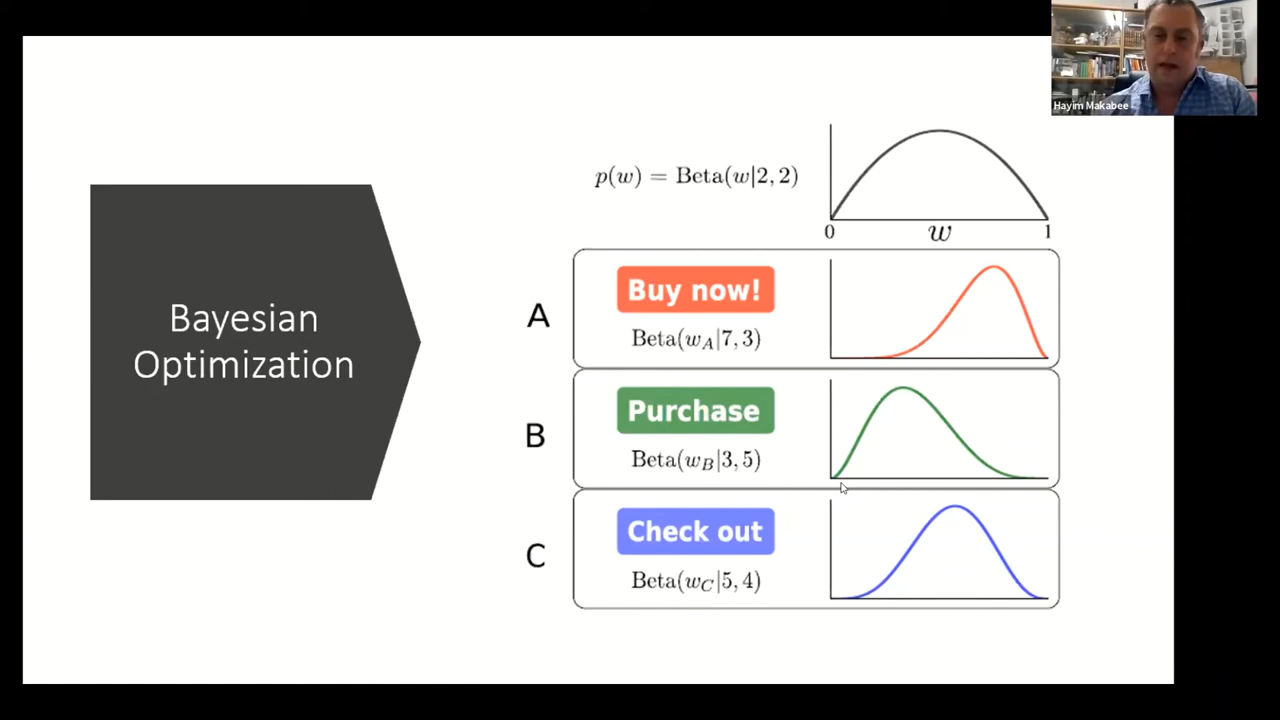 Hayim Makabee
Bayesian
Optimization
p(w) = Beta(w|2, 2)
0 w 1
A
Buy now!
Beta(w_A|7, 3)
B
Purchase
Beta(w_B|3, 5)
C
Check out
Beta(w_C|5, 4)